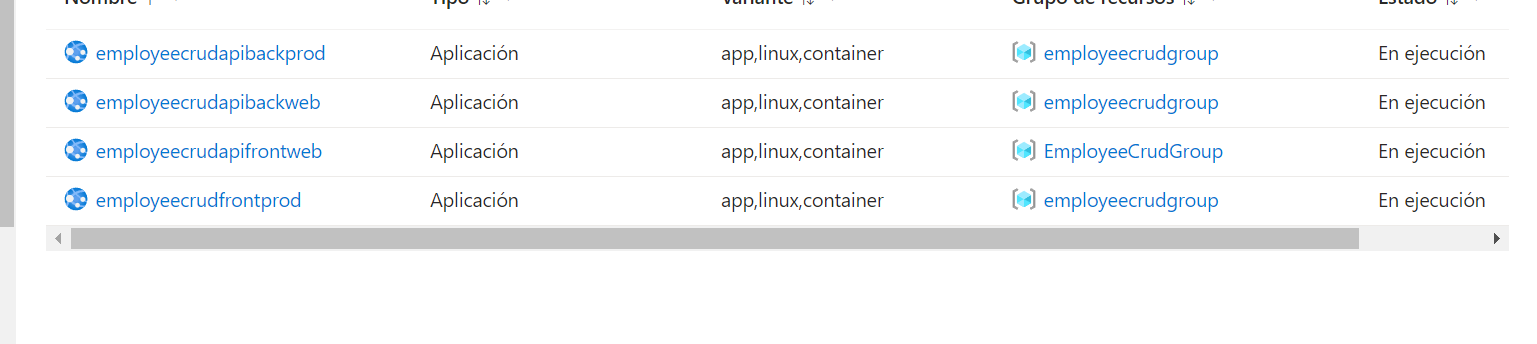 Nombre Tipo Variante Grupo de recursos Estado
employeecrudapibackprod Aplicación app,linux,container employeecrudgroup En ejecución
employeecrudapibackweb Aplicación app,linux,container employeecrudgroup En ejecución
employeecrudapifrontweb Aplicación app,linux,container EmployeeCrudGroup En ejecución
employeecrudfrontprod Aplicación app,linux,container employeecrudgroup En ejecución